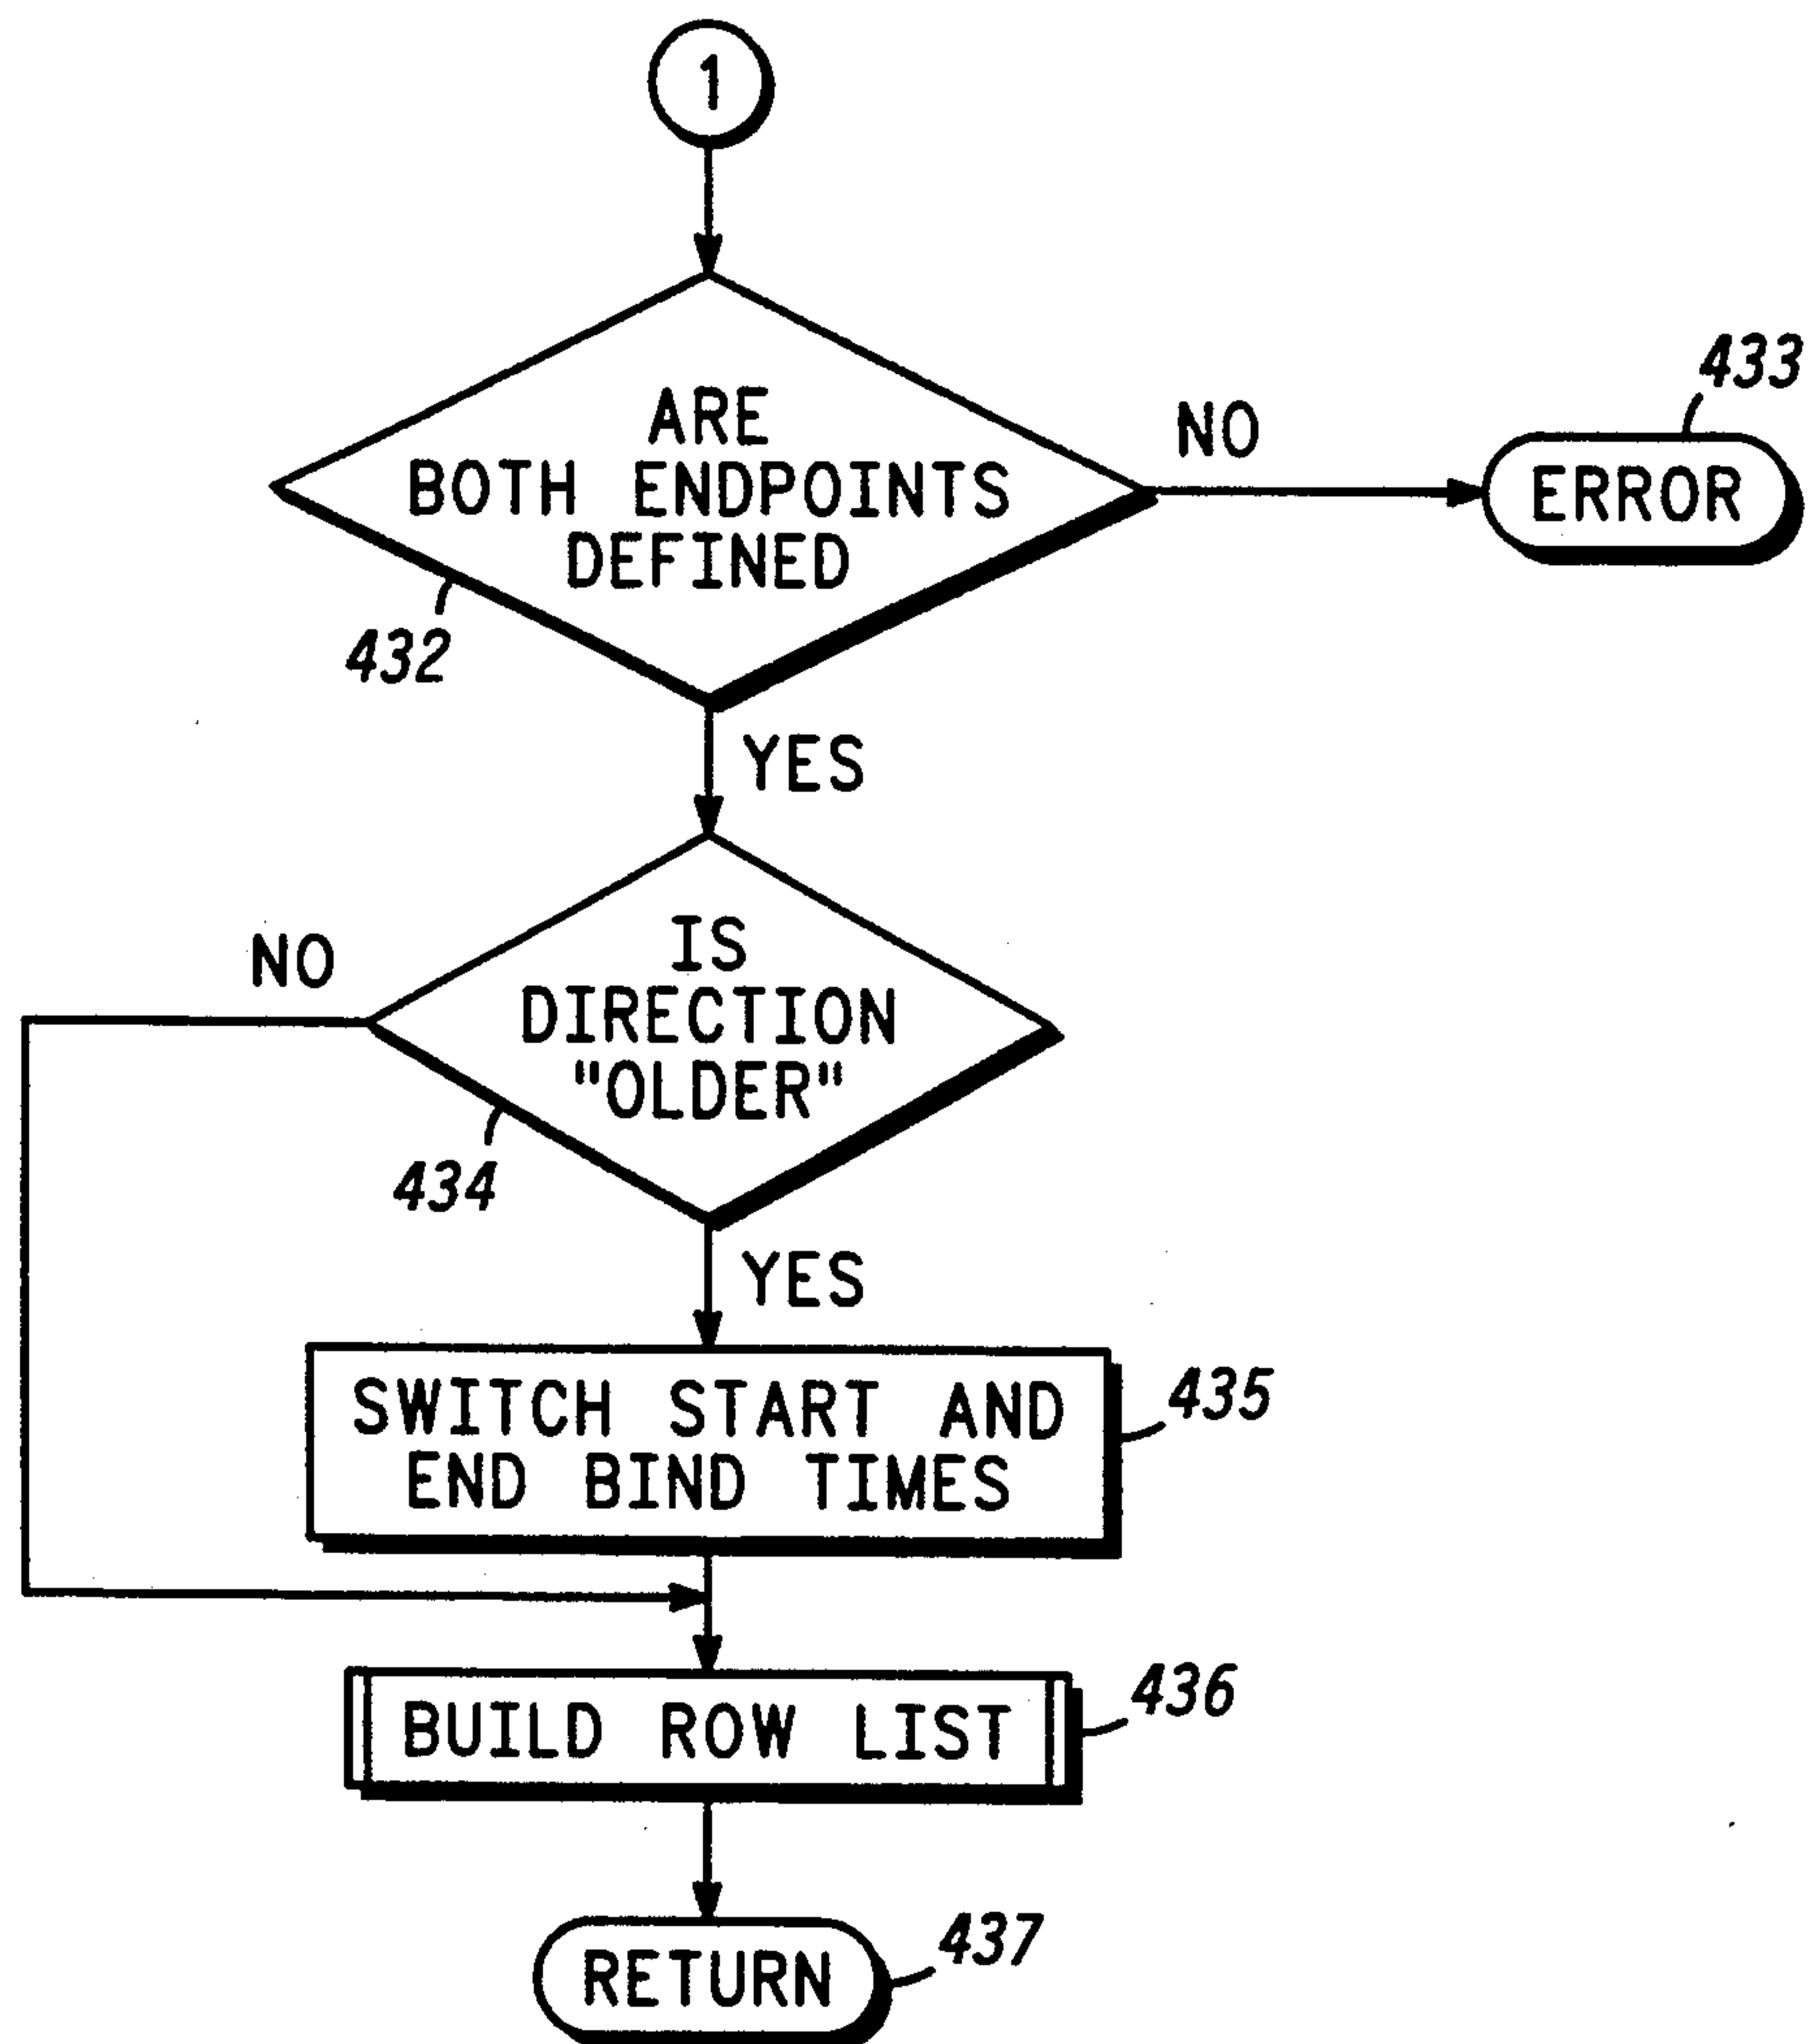 1
ARE
BOTH ENDPOINTS
DEFINED
432
NO
433
ERROR
YES
IS
DIRECTION
"OLDER"
434
NO
YES
SWITCH START AND
END BIND TIMES
435
BUILD ROW LIST
436
RETURN
437